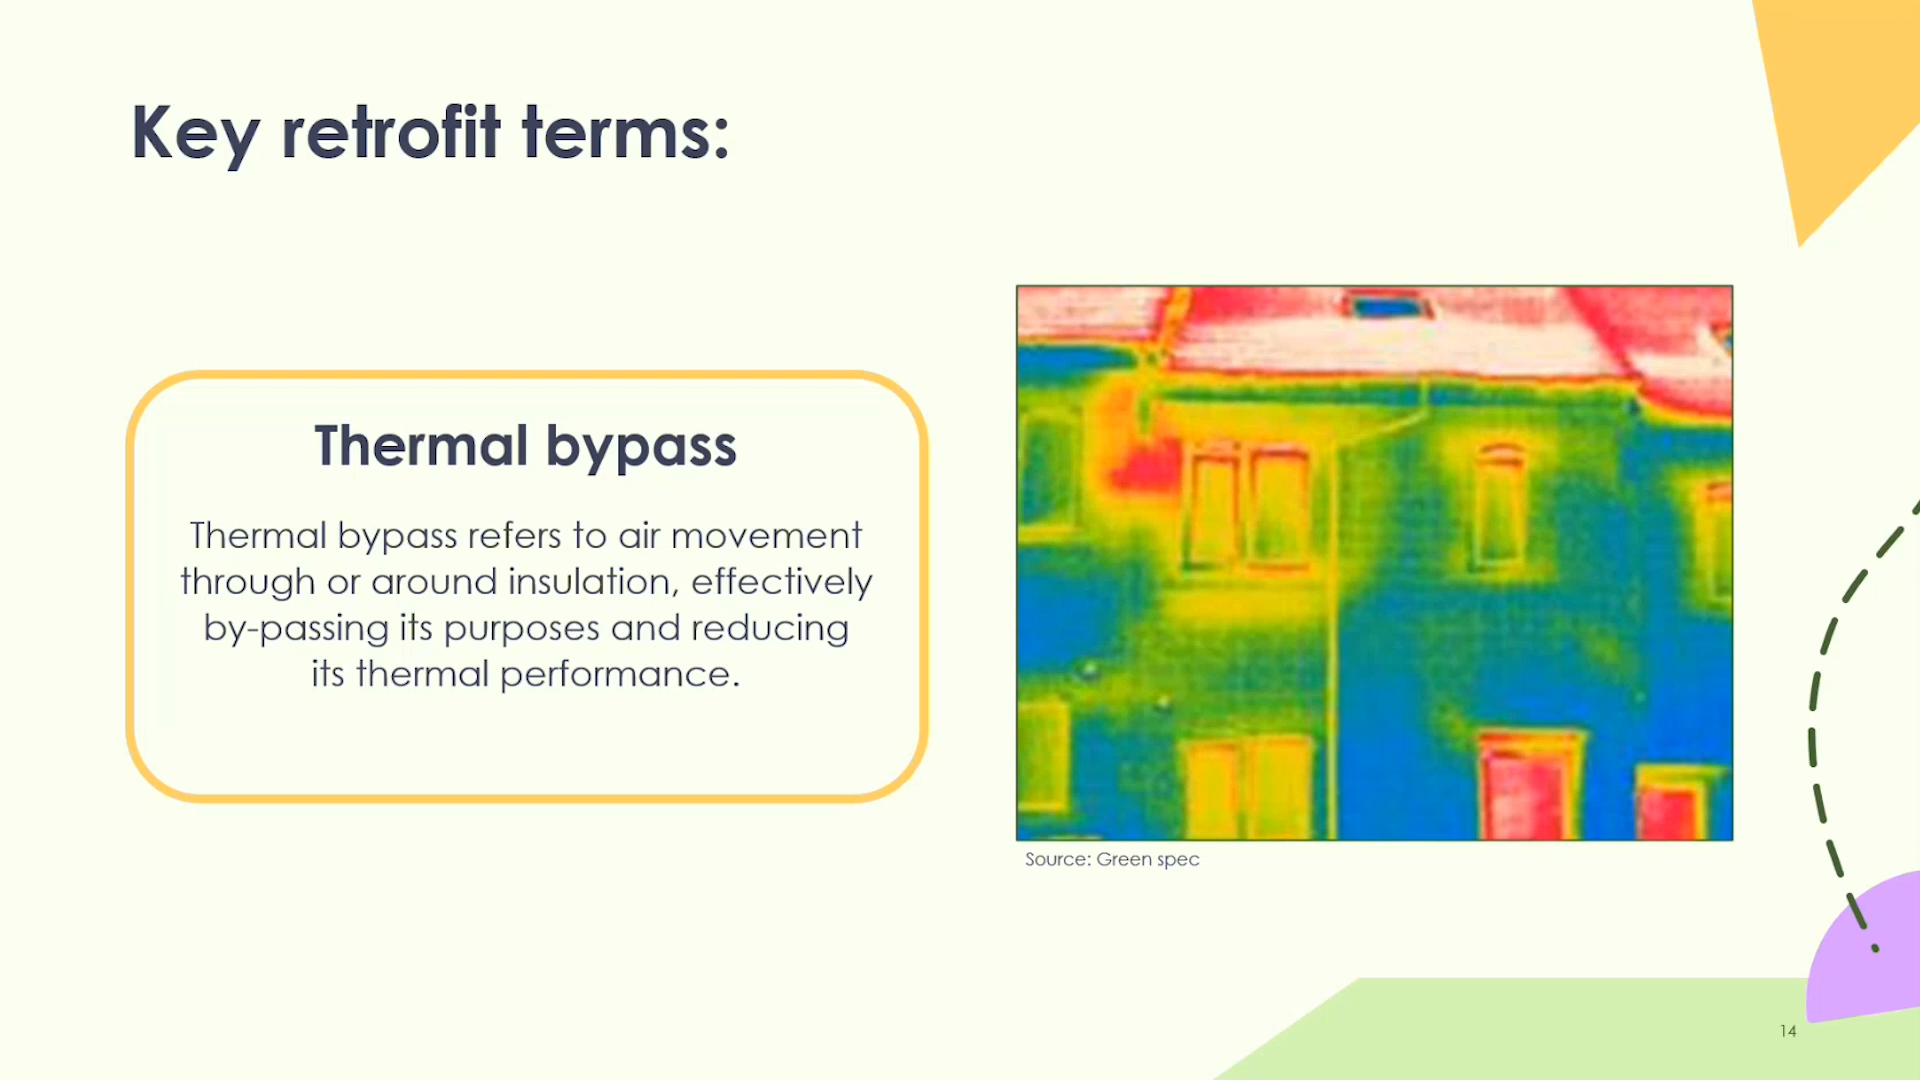 Key retrofit terms:
Thermal bypass
Thermal bypass refers to air movement
through or around insulation, effectively
by-passing its purposes and reducing
its thermal performance.
Source: Green spec
14